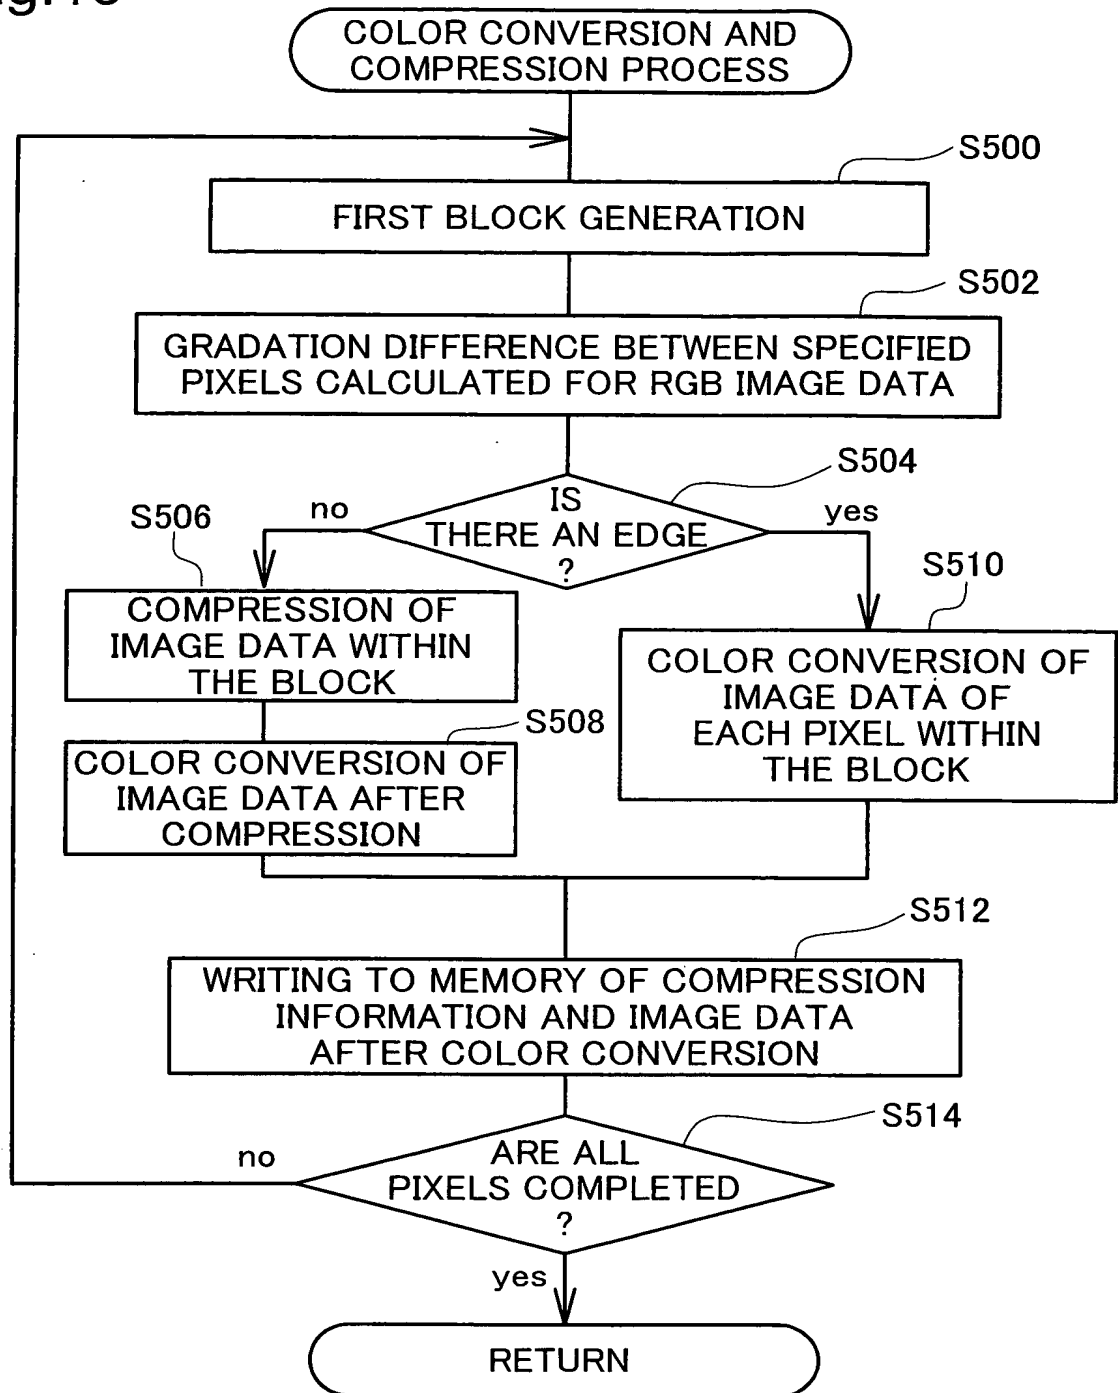 COLOR CONVERSION AND
COMPRESSION PROCESS
S500
FIRST BLOCK GENERATION
S502
GRADATION DIFFERENCE BETWEEN SPECIFIED
PIXELS CALCULATED FOR RGB IMAGE DATA
S504
IS
THERE AN EDGE
?
no
yes
S506
COMPRESSION OF
IMAGE DATA WITHIN
THE BLOCK
S508
COLOR CONVERSION OF
IMAGE DATA AFTER
COMPRESSION
S510
COLOR CONVERSION OF
IMAGE DATA OF
EACH PIXEL WITHIN
THE BLOCK
S512
WRITING TO MEMORY OF COMPRESSION
INFORMATION AND IMAGE DATA
AFTER COLOR CONVERSION
S514
ARE ALL
PIXELS COMPLETED
?
no
yes
RETURN